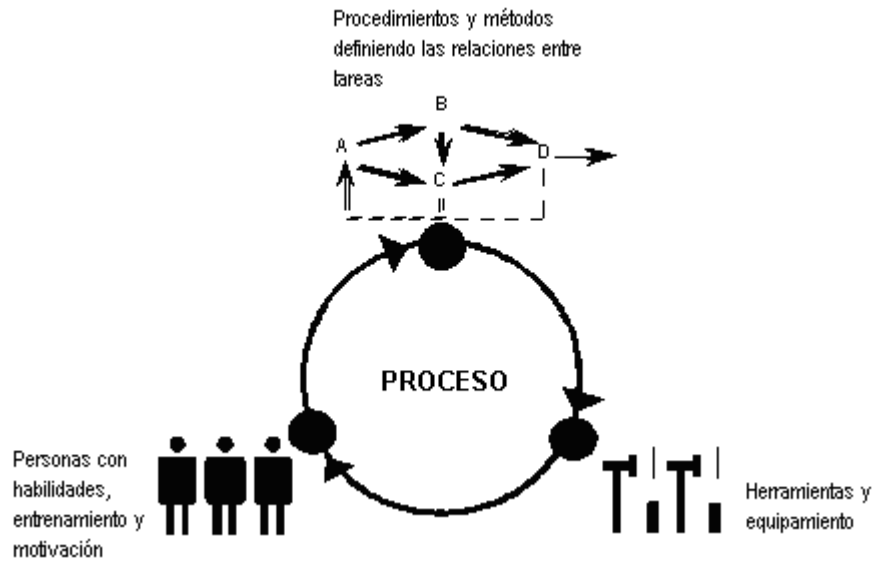 Procedimientos y métodos
definiendo las relaciones entre
tareas
B
A
D
C
PROCESO
Personas con
habilidades,
entrenamiento y
motivación
Herramientas y
equipamiento